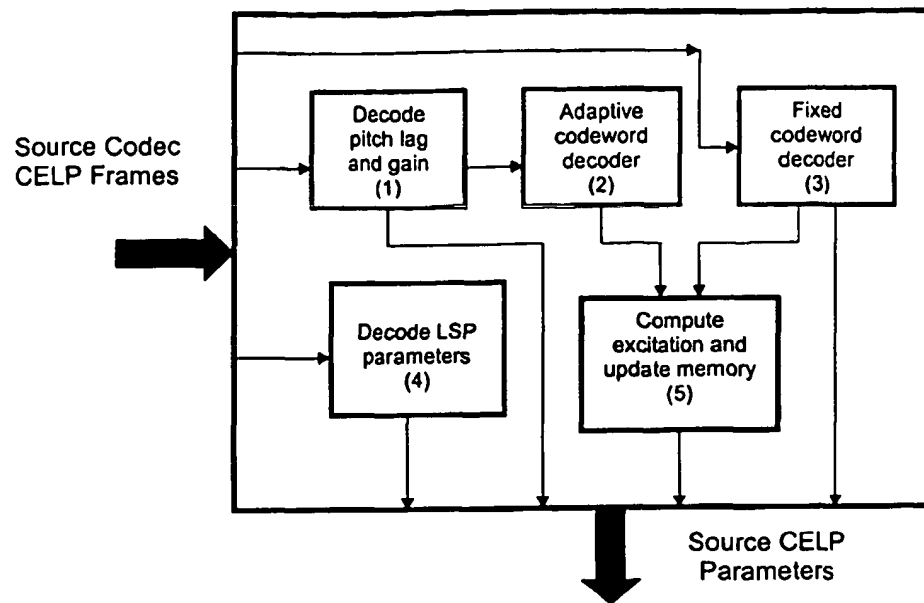 Source Codec
CELP Frames
Decode
pitch lag
and gain
(1)
Adaptive
codeword
decoder
(2)
Fixed
codeword
decoder
(3)
Decode LSP
parameters
(4)
Compute
excitation and
update memory
(5)
Source CELP
Parameters